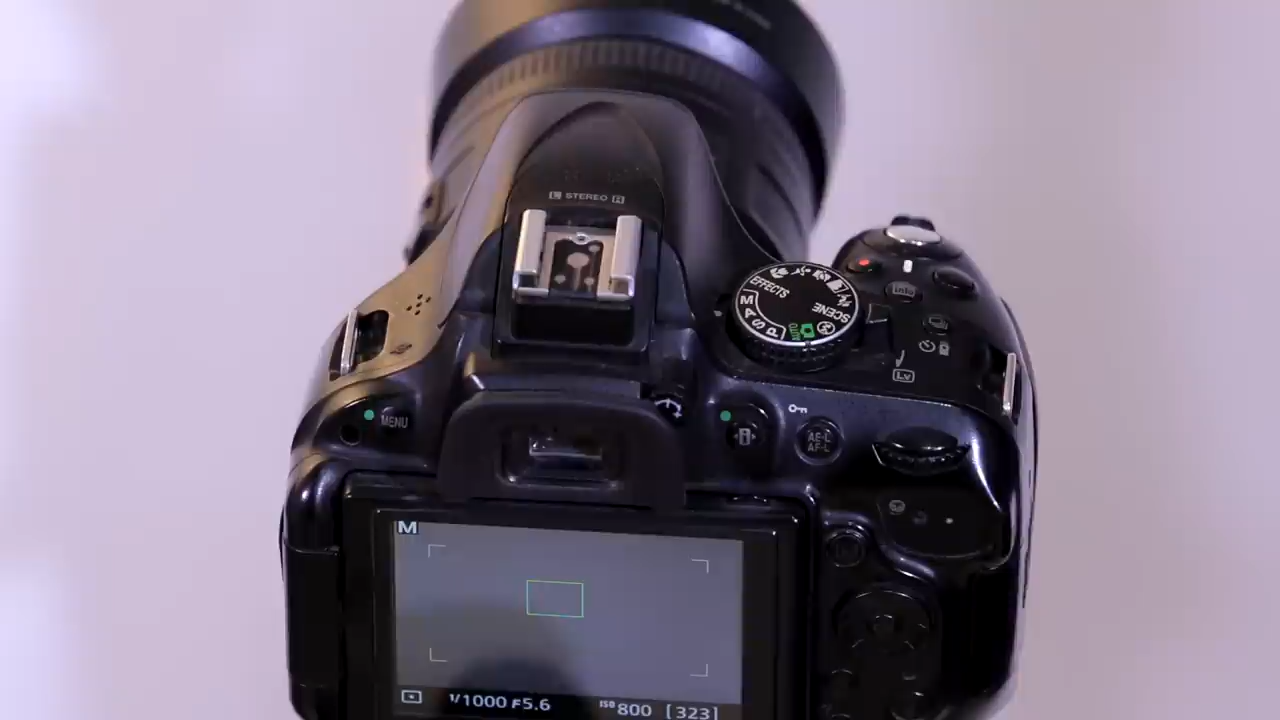 L STEREO R
EFFECTS
SCENE
M
A
S
P
AUTO
info
Lv
MENU
i
AE-L
AF-L
M
1/1000 F5.6 ISO 800 [323]